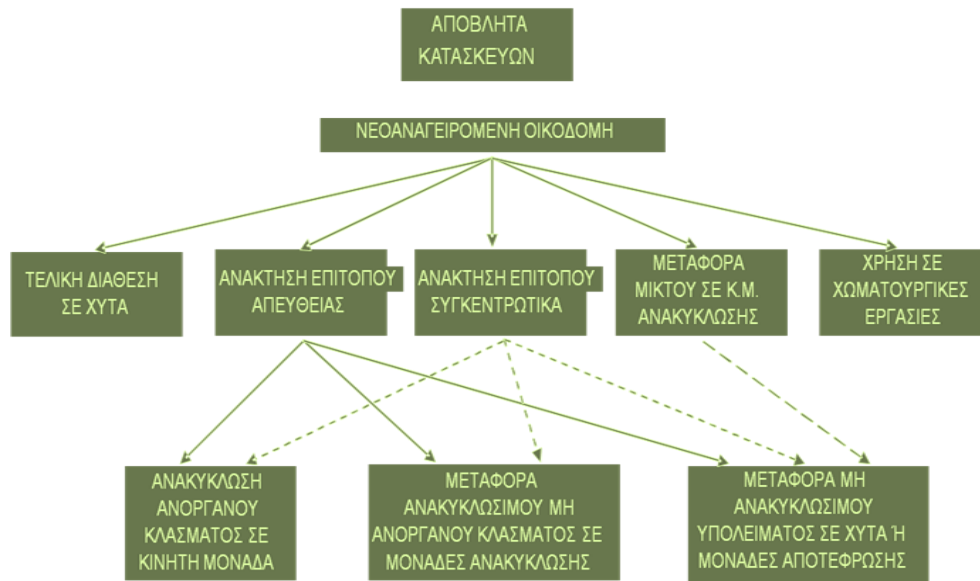 ΑΠΟΒΛΗΤΑ
ΚΑΤΑΣΚΕΥΩΝ
ΝΕΟΑΝΑΓΕΙΡΟΜΕΝΗ ΟΙΚΟΔΟΜΗ
ΤΕΛΙΚΗ ΔΙΑΘΕΣΗ
ΣΕ ΧΥΤΑ
ΑΝΑΚΤΗΣΗ ΕΠΙΤΟΠΟΥ
ΑΠΕΥΘΕΙΑΣ
ΑΝΑΚΤΗΣΗ ΕΠΙΤΟΠΟΥ
ΣΥΓΚΕΝΤΡΩΤΙΚΑ
ΜΕΤΑΦΟΡΑ
ΜΙΚΤΟΥ ΣΕ Κ.Μ.
ΑΝΑΚΥΚΛΩΣΗΣ
ΧΡΗΣΗ ΣΕ
ΧΩΜΑΤΟΥΡΓΙΚΕΣ
ΕΡΓΑΣΙΕΣ
ΑΝΑΚΥΚΛΩΣΗ
ΑΝΟΡΓΑΝΟΥ
ΚΛΑΣΜΑΤΟΣ ΣΕ
ΚΙΝΗΤΗ ΜΟΝΑΔΑ
ΜΕΤΑΦΟΡΑ
ΑΝΑΚΥΚΛΩΣΙΜΟΥ ΜΗ
ΑΝΟΡΓΑΝΟΥ ΚΛΑΣΜΑΤΟΣ ΣΕ
ΜΟΝΑΔΕΣ ΑΝΑΚΥΚΛΩΣΗΣ
ΜΕΤΑΦΟΡΑ ΜΗ
ΑΝΑΚΥΚΛΩΣΙΜΟΥ
ΥΠΟΛΕΙΜΑΤΟΣ ΣΕ ΧΥΤΑ Ή
ΜΟΝΑΔΕΣ ΑΠΟΤΕΦΡΩΣΗΣ